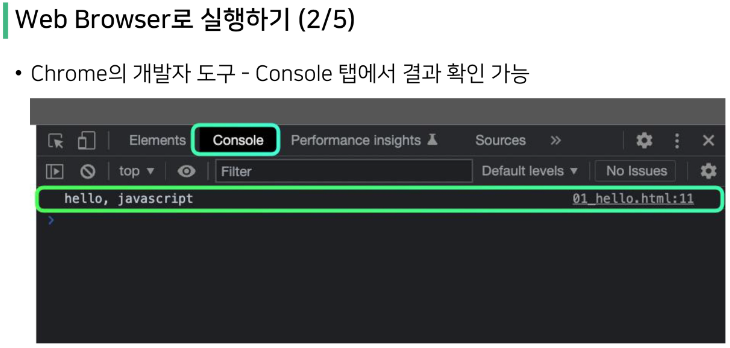 Web Browser로 실행하기 (2/5)
• Chrome의 개발자 도구 - Console 탭에서 결과 확인 가능
Elements Console Performance insights Sources »
top ▼ Filter Default levels ▼ No Issues
hello, javascript 01_hello.html:11
›